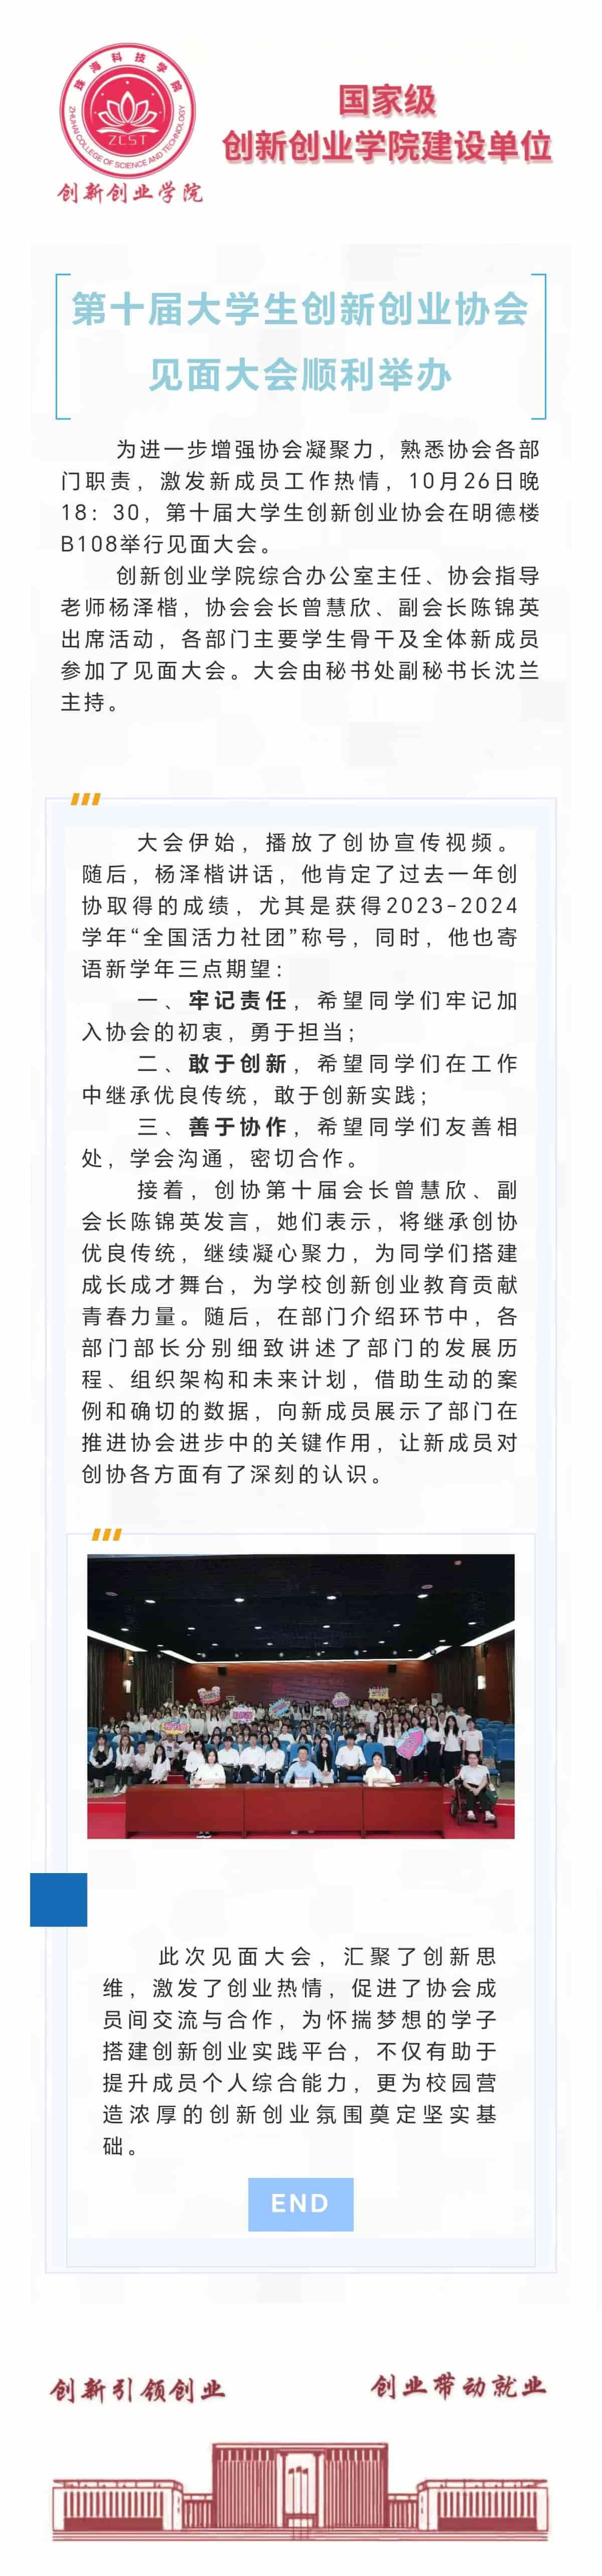 珠海科技学院
ZCST
ZHUHAI COLLEGE OF SCIENCE AND TECHNOLOGY
创新创业学院
国家级
创新创业学院建设单位
第十届大学生创新创业协会
见面大会顺利举办
为进一步增强协会凝聚力，熟悉协会各部
门职责，激发新成员工作热情，10月26日晚
18：30，第十届大学生创新创业协会在明德楼
B108举行见面大会。
创新创业学院综合办公室主任、协会指导
老师杨泽楷，协会会长曾慧欣、副会长陈锦英
出席活动，各部门主要学生骨干及全体新成员
参加了见面大会。大会由秘书处副秘书长沈兰
主持。
大会伊始，播放了创协宣传视频。
随后，杨泽楷讲话，他肯定了过去一年创
协取得的成绩，尤其是获得2023-2024
学年“全国活力社团”称号，同时，他也寄
语新学年三点期望：
一、牢记责任，希望同学们牢记加
入协会的初衷，勇于担当；
二、敢于创新，希望同学们在工作
中继承优良传统，敢于创新实践；
三、善于协作，希望同学们友善相
处，学会沟通，密切合作。
接着，创协第十届会长曾慧欣、副
会长陈锦英发言，她们表示，将继承创协
优良传统，继续凝心聚力，为同学们搭建
成长成才舞台，为学校创新创业教育贡献
青春力量。随后，在部门介绍环节中，各
部门部长分别细致讲述了部门的发展历
程、组织架构和未来计划，借助生动的案
例和确切的数据，向新成员展示了部门在
推进协会进步中的关键作用，让新成员对
创协各方面有了深刻的认识。
此次见面大会，汇聚了创新思
维，激发了创业热情，促进了协会成
员间交流与合作，为怀揣梦想的学子
搭建创新创业实践平台，不仅有助于
提升成员个人综合能力，更为校园营
造浓厚的创新创业氛围奠定坚实基
础。
END
创新引领创业
创业带动就业